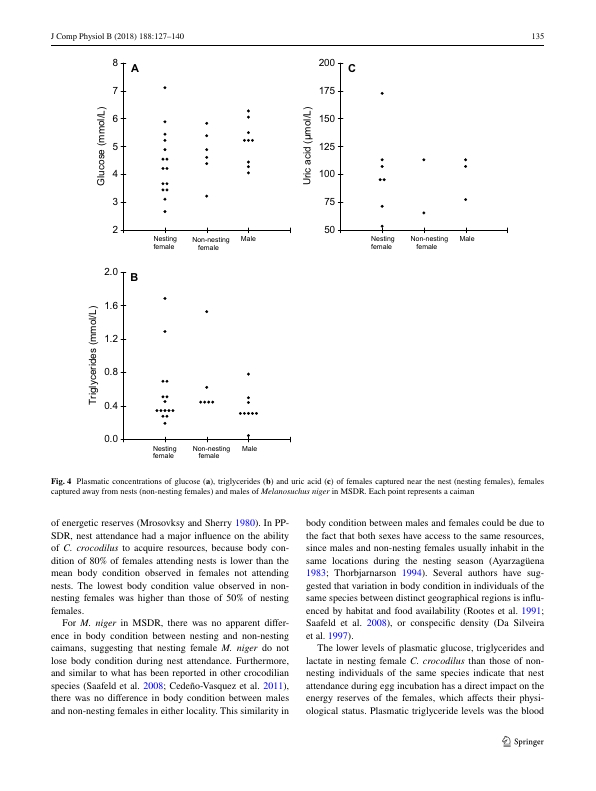 J Comp Physiol B (2018) 188:127–140
135
8
7
6
5
4
3
2
A
Glucose (mmol/L)
Nesting
female
Non-nesting
female
Male
200
175
150
125
100
75
50
C
Uric acid (µmol/L)
Nesting
female
Non-nesting
female
Male
2.0
1.6
1.2
0.8
0.4
0.0
B
Triglycerides (mmol/L)
Nesting
female
Non-nesting
female
Male
Fig. 4 Plasmatic concentrations of glucose (a), triglycerides (b) and uric acid (c) of females captured near the nest (nesting females), females
captured away from nests (non-nesting females) and males of Melanosuchus niger in MSDR. Each point represents a caiman
of energetic reserves (Mrosovksy and Sherry 1980). In PP-
SDR, nest attendance had a major influence on the ability
of C. crocodilus to acquire resources, because body con-
dition of 80% of females attending nests is lower than the
mean body condition observed in females not attending
nests. The lowest body condition value observed in non-
nesting females was higher than those of 50% of nesting
females.
For M. niger in MSDR, there was no apparent differ-
ence in body condition between nesting and non-nesting
caimans, suggesting that nesting female M. niger do not
lose body condition during nest attendance. Furthermore,
and similar to what has been reported in other crocodilian
species (Saafeld et al. 2008; Cedeño-Vasquez et al. 2011),
there was no difference in body condition between males
and non-nesting females in either locality. This similarity in
body condition between males and females could be due to
the fact that both sexes have access to the same resources,
since males and non-nesting females usually inhabit in the
same locations during the nesting season (Ayarzagüena
1983; Thorbjarnarson 1994). Several authors have sug-
gested that variation in body condition in individuals of the
same species between distinct geographical regions is influ-
enced by habitat and food availability (Rootes et al. 1991;
Saafeld et al. 2008), or conspecific density (Da Silveira
et al. 1997).
The lower levels of plasmatic glucose, triglycerides and
lactate in nesting female C. crocodilus than those of non-
nesting individuals of the same species indicate that nest
attendance during egg incubation has a direct impact on the
energy reserves of the females, which affects their physi-
ological status. Plasmatic triglyceride levels was the blood
Springer